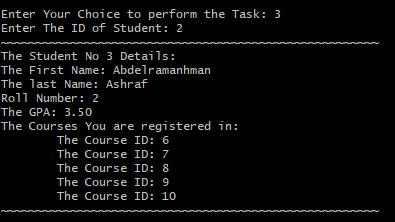 Enter Your Choice to perform the Task: 3
Enter The ID of Student: 2
~~~~~~~~~~~~~~~~~~~~~~~~~~~~~~~~~~~~~~~~~~~~~~~~~~~~~~
The Student No 3 Details:
The First Name: Abdelramanhman
The last Name: Ashraf
Roll Number: 2
The GPA: 3.50
The Courses You are registered in:
The Course ID: 6
The Course ID: 7
The Course ID: 8
The Course ID: 9
The Course ID: 10
~~~~~~~~~~~~~~~~~~~~~~~~~~~~~~~~~~~~~~~~~~~~~~~~~~~~~~